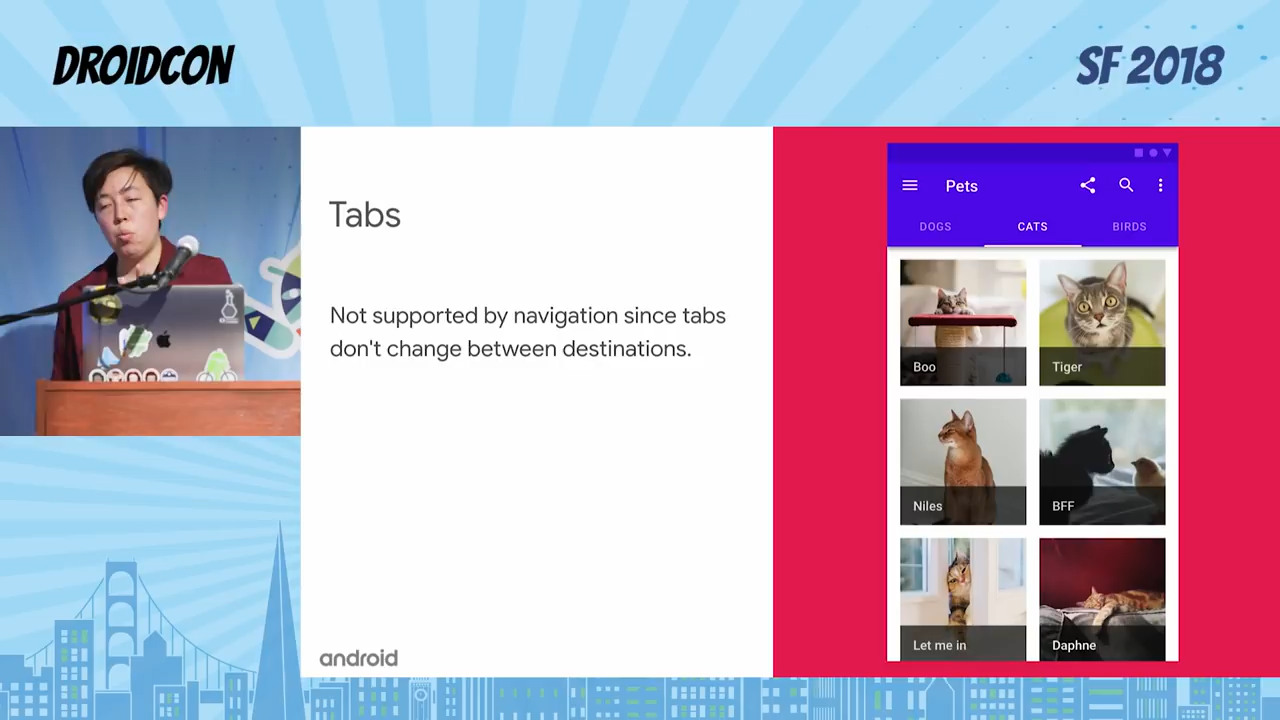 DROIDCON
SF 2018
Tabs
Not supported by navigation since tabs
don't change between destinations.
android
Pets
DOGS
CATS
BIRDS
Boo
Tiger
Niles
BFF
Let me in
Daphne